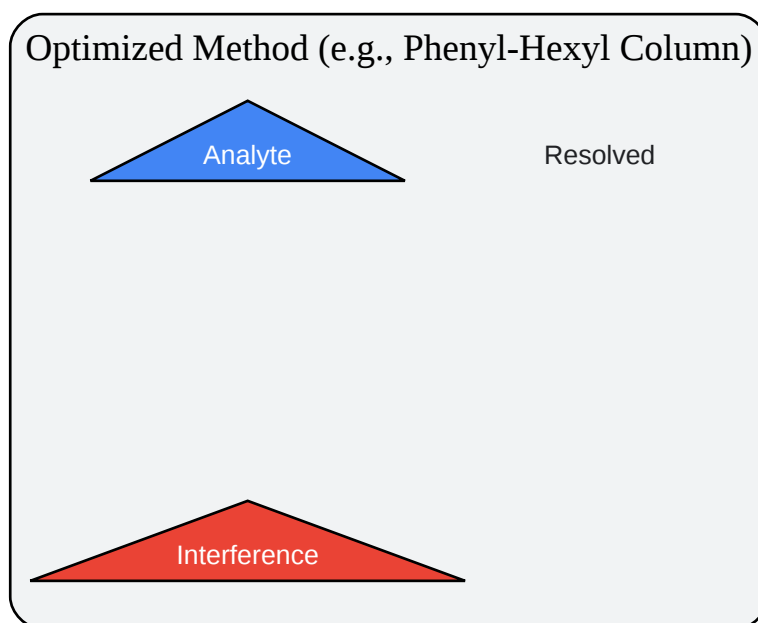 Optimized Method (e.g., Phenyl-Hexyl Column)
Analyte
Resolved
Interference